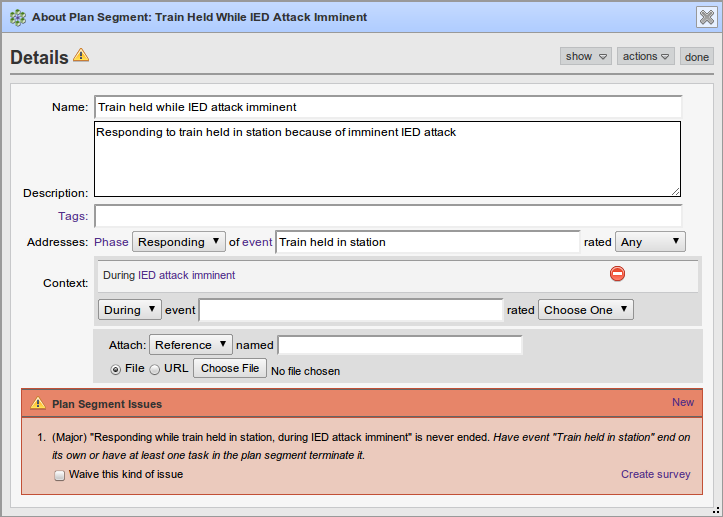 About Plan Segment: Train Held While IED Attack Imminent
Details show actions done
Name: Train held while IED attack imminent
Responding to train held in station because of imminent IED attack
Description:
Tags:
Addresses: Phase Responding of event Train held in station rated Any
Context: During IED attack imminent
During event rated Choose One
Attach: Reference named
File URL Choose File No file chosen
Plan Segment Issues New
1. (Major) "Responding while train held in station, during IED attack imminent" is never ended. Have event "Train held in station" end on
its own or have at least one task in the plan segment terminate it.
Waive this kind of issue Create survey